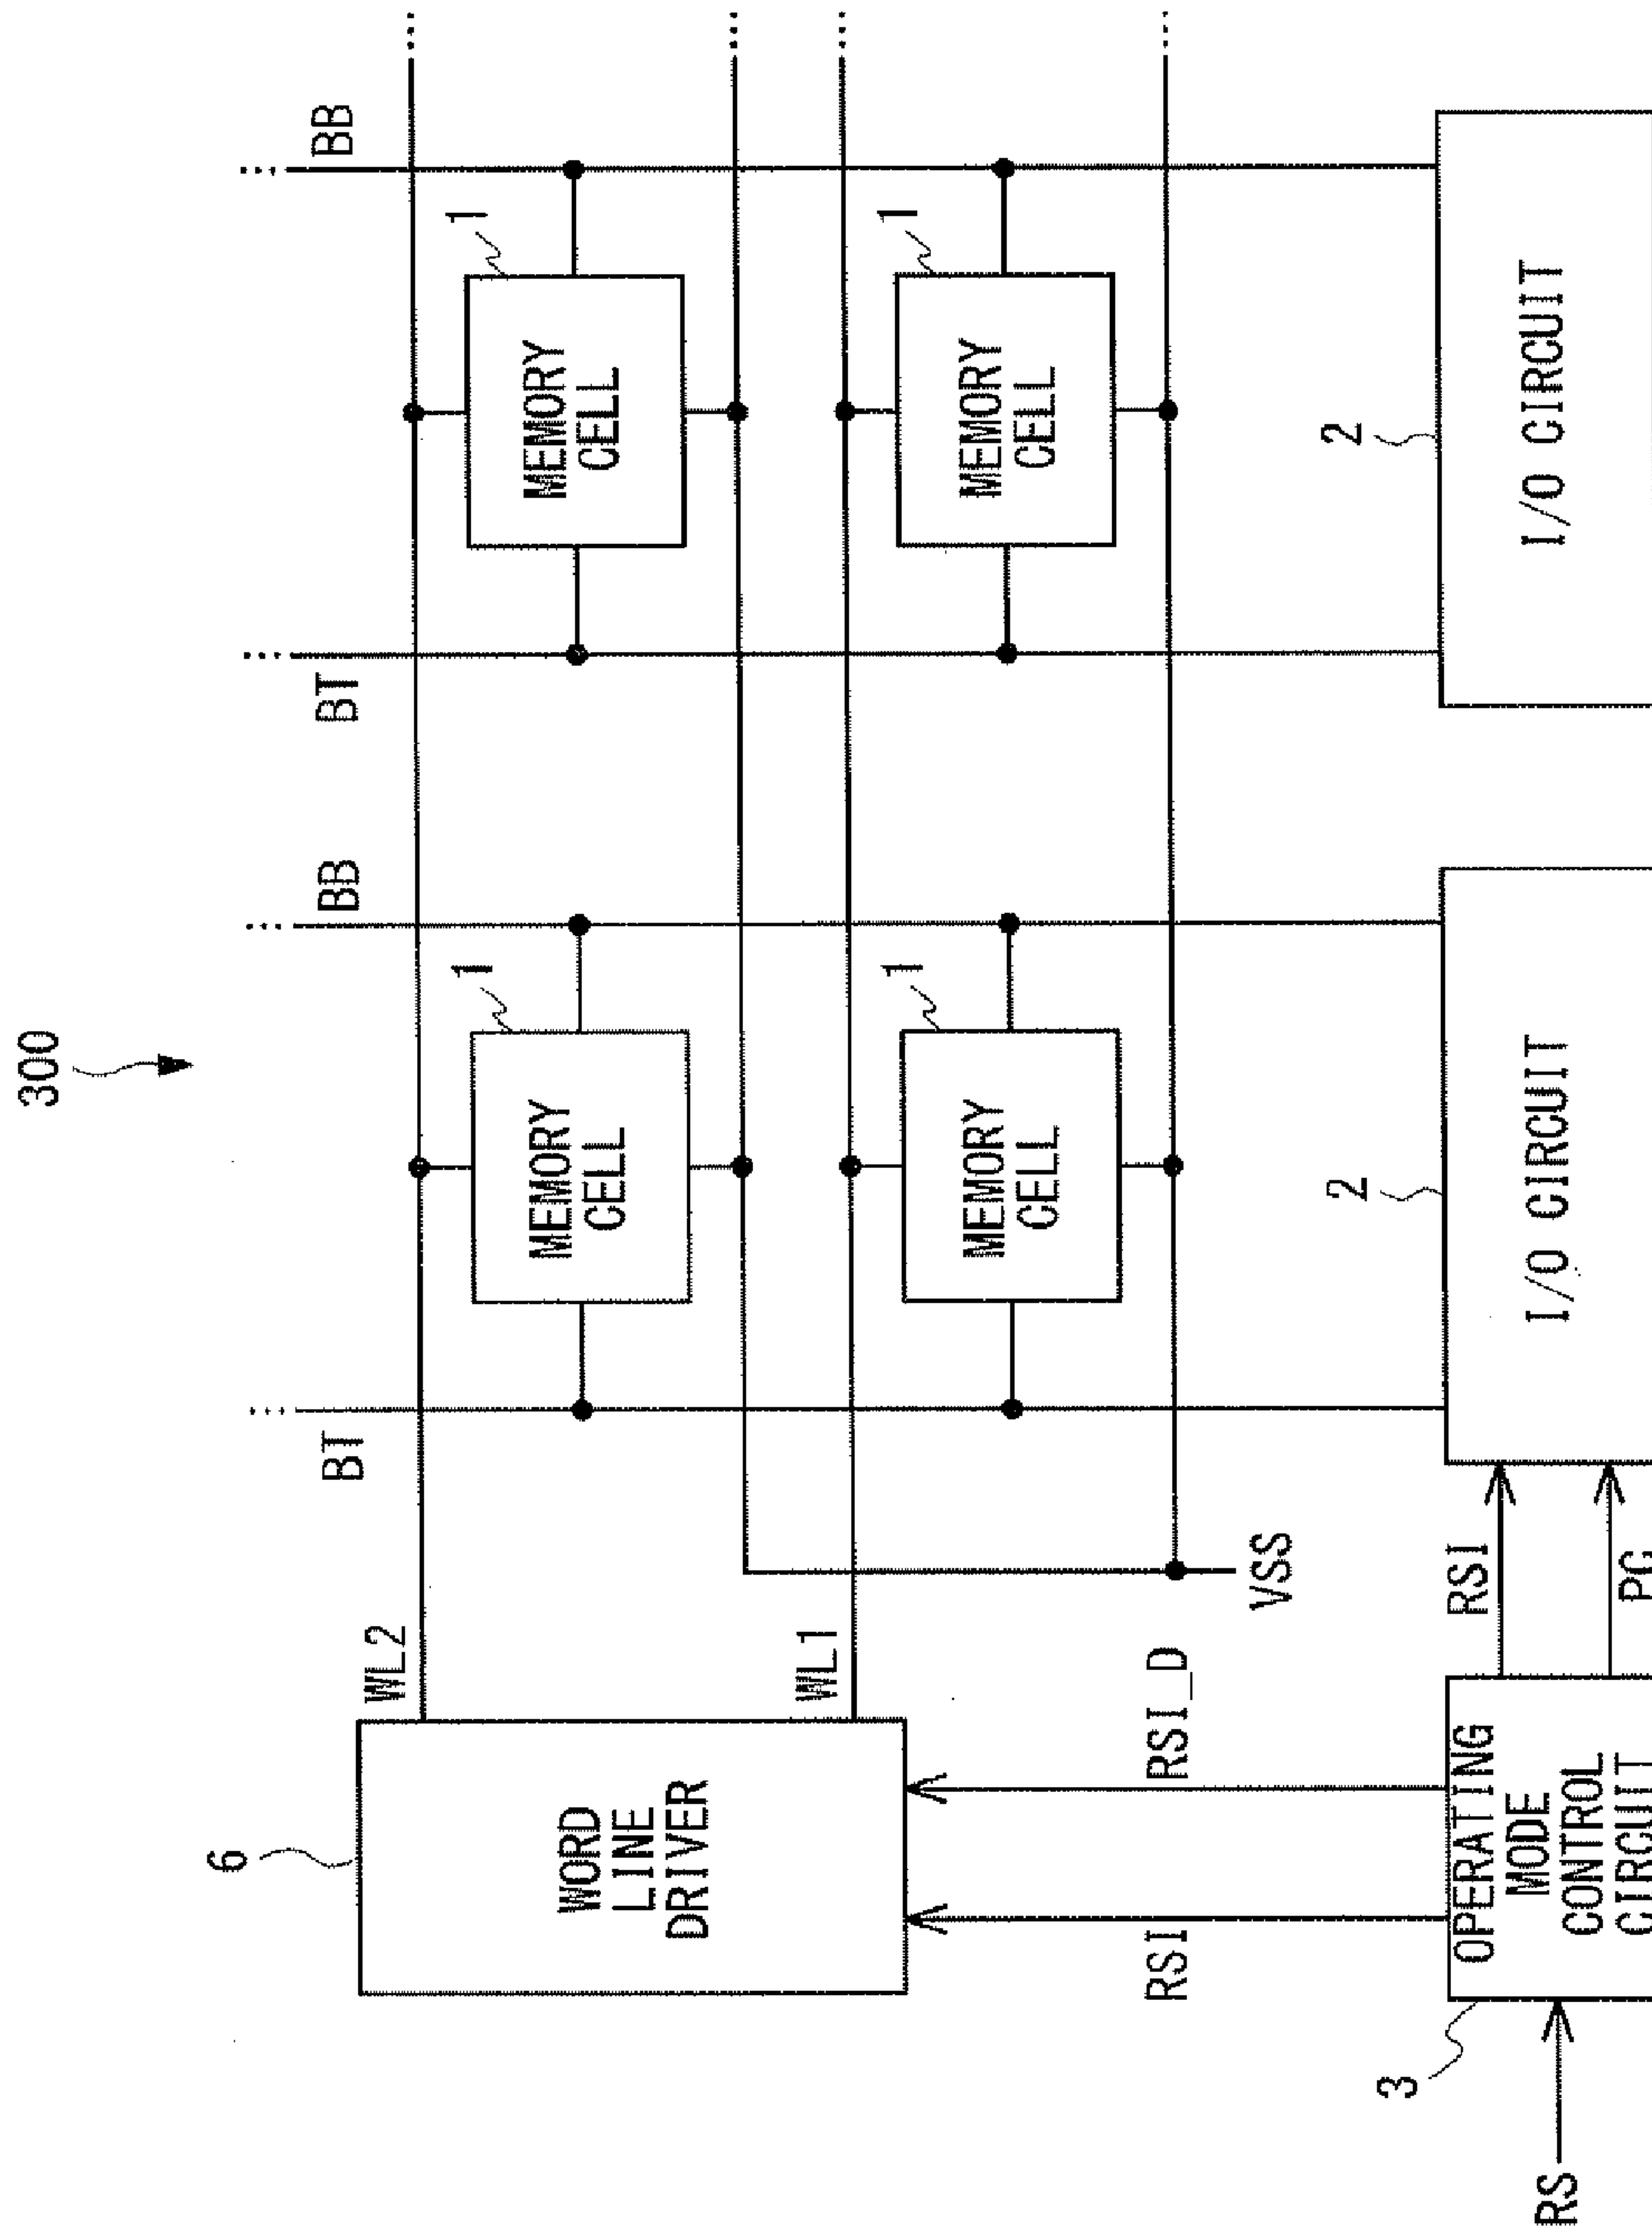 300
BT
BB
BT
BB
6
WL2
1
1
WORD
LINE
DRIVER
MEMORY
CELL
MEMORY
CELL
WL1
1
1
MEMORY
CELL
MEMORY
CELL
RSI
RSI_D
VSS
2
2
3
RS
OPERATING
MODE
CONTROL
CIRCUIT
RSI
PG
I/O CIRCUIT
I/O CIRCUIT